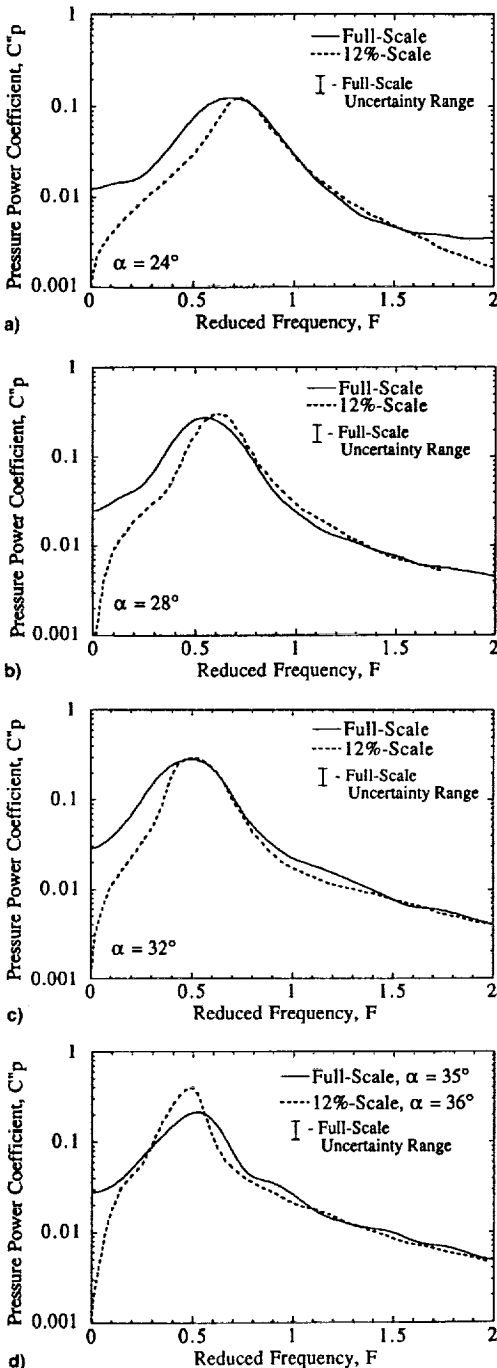 Pressure Power Coefficient, C"p
1
0.1
0.01
0.001
Full-Scale
12%-Scale
- Full-Scale
Uncertainty Range
α = 24°
0 0.5 1 1.5 2
a) Reduced Frequency, F
Pressure Power Coefficient, C"p
1
0.1
0.01
0.001
Full-Scale
12%-Scale
- Full-Scale
Uncertainty Range
α = 28°
0 0.5 1 1.5 2
b) Reduced Frequency, F
Pressure Power Coefficient, C"p
1
0.1
0.01
0.001
Full-Scale
12%-Scale
- Full-Scale
Uncertainty Range
α = 32°
0 0.5 1 1.5 2
c) Reduced Frequency, F
Pressure Power Coefficient, C"p
1
0.1
0.01
0.001
Full-Scale, α = 35°
12%-Scale, α = 36°
- Full-Scale
Uncertainty Range
0 0.5 1 1.5 2
d) Reduced Frequency, F